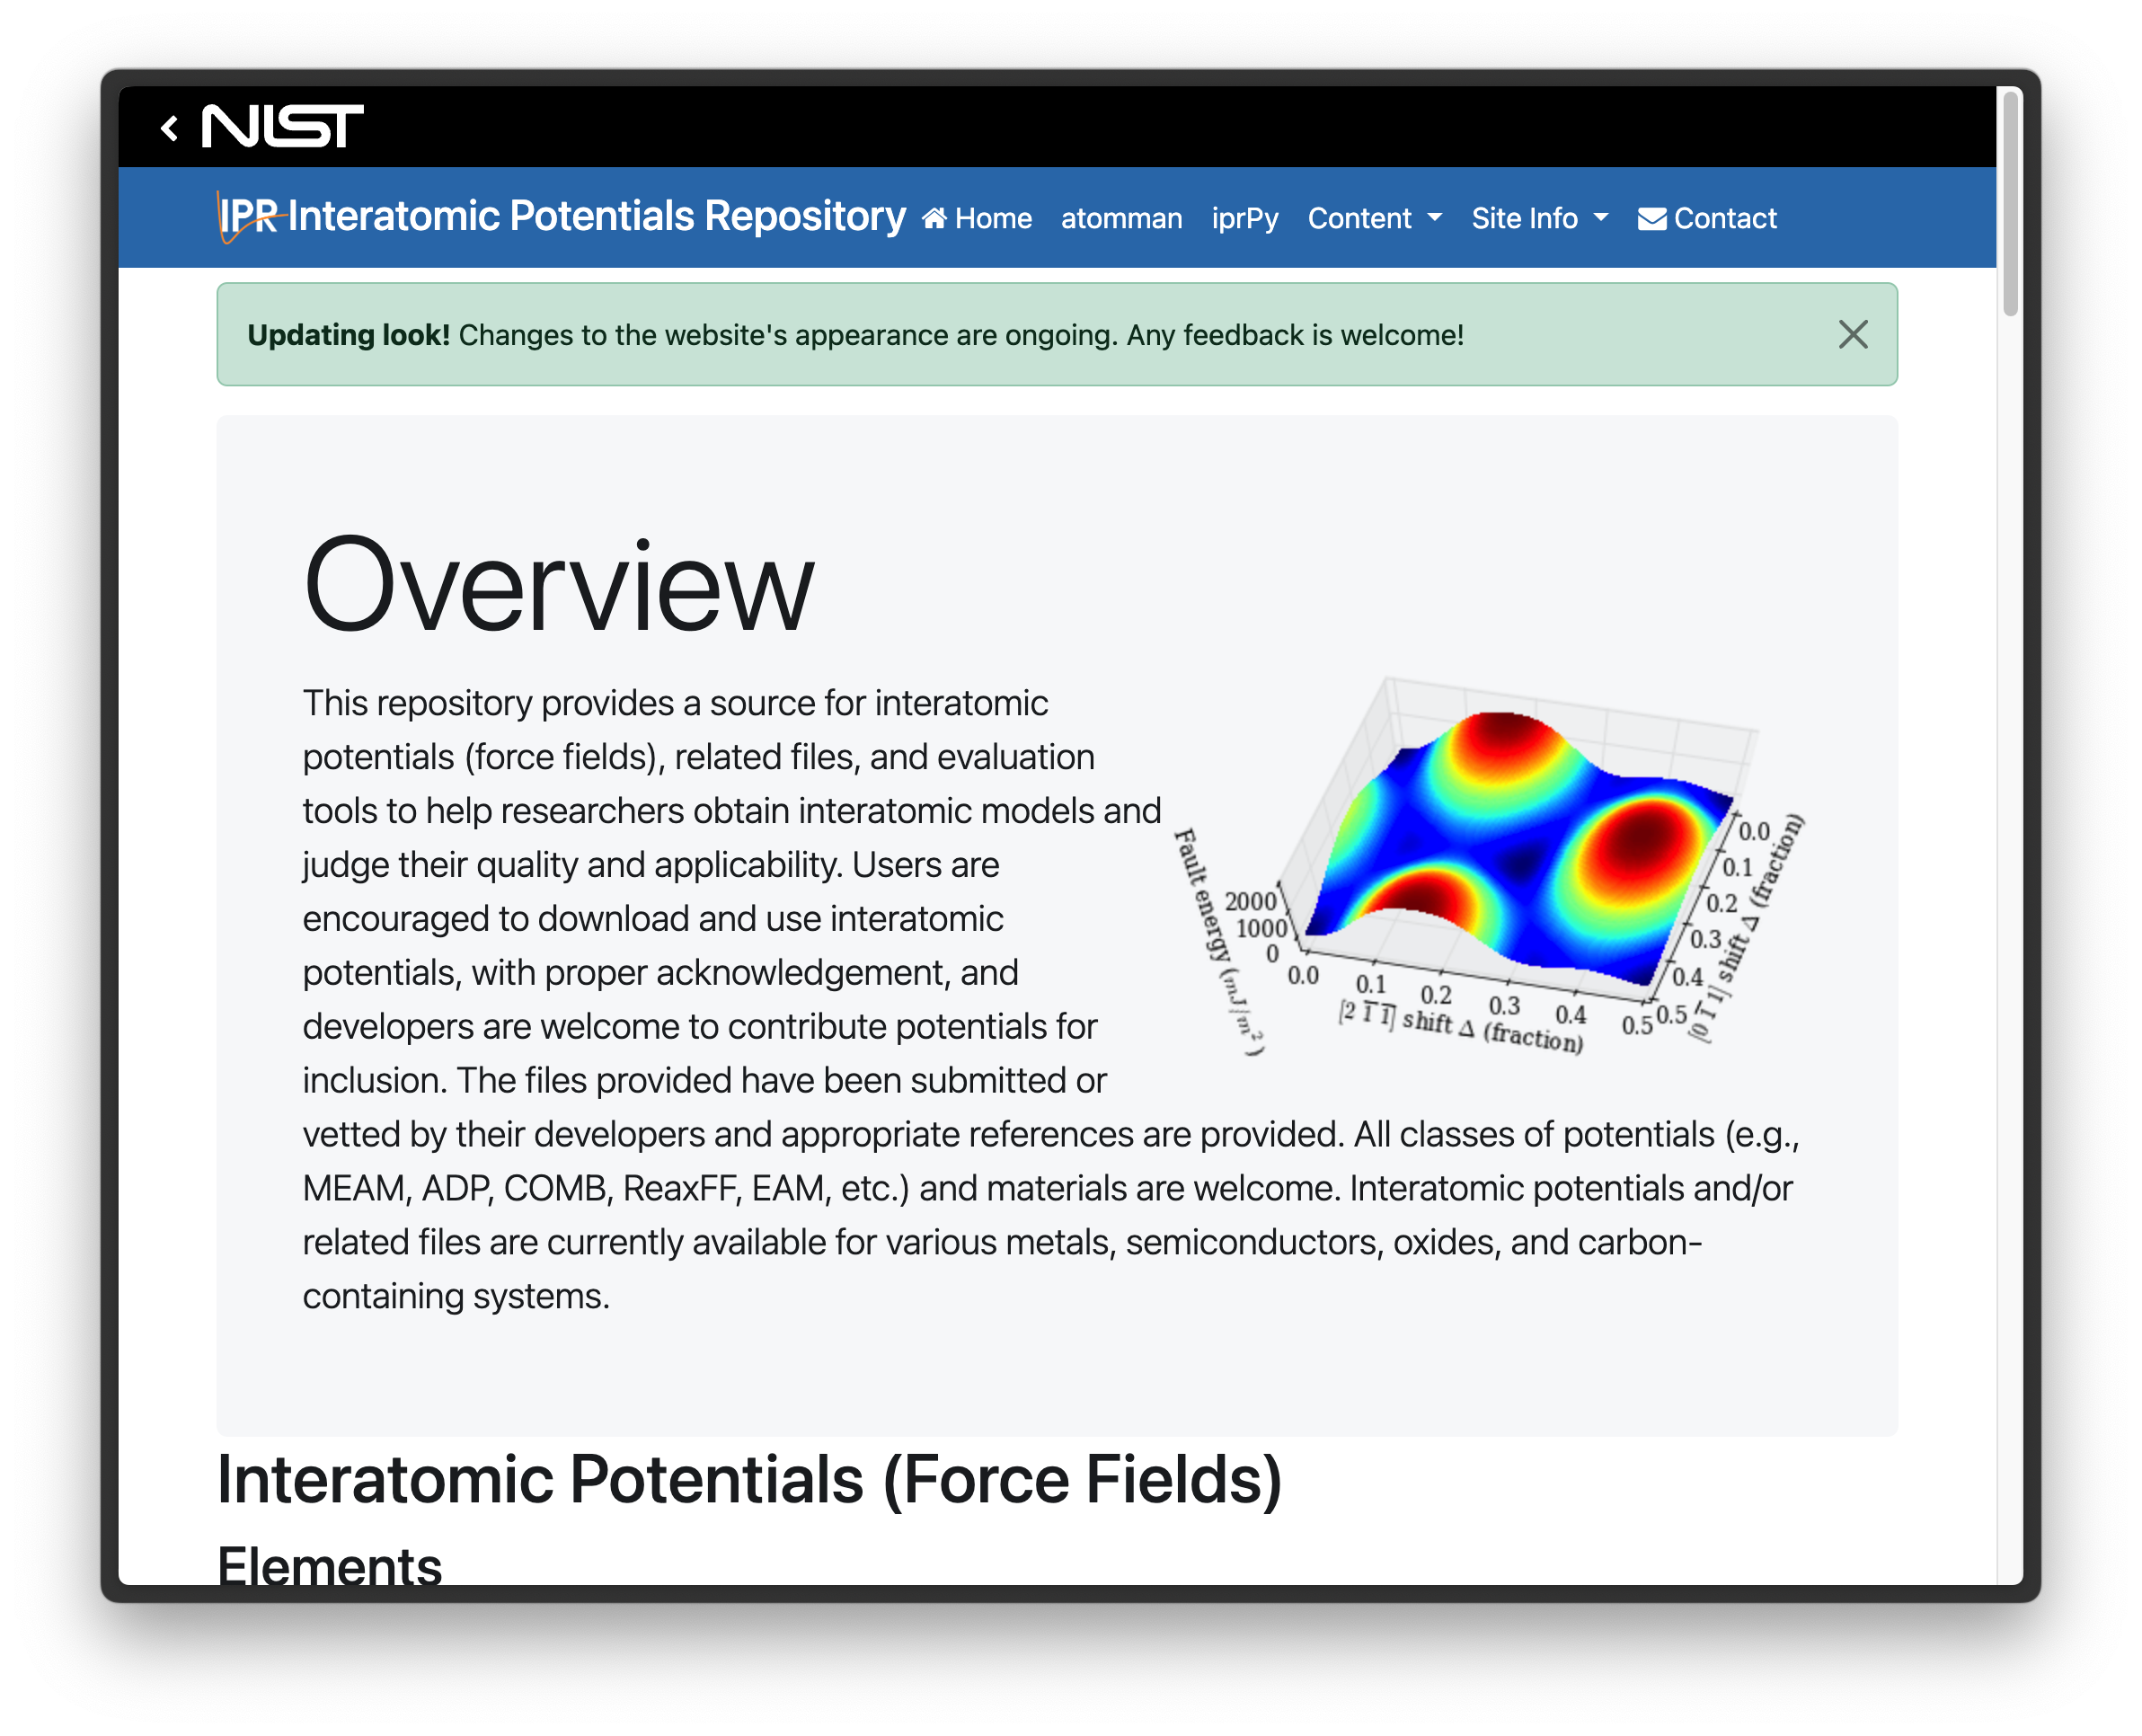 NIST
IPR Interatomic Potentials Repository Home atomman iprPy Content Site Info Contact
Updating look! Changes to the website's appearance are ongoing. Any feedback is welcome!
Overview
This repository provides a source for interatomic
potentials (force fields), related files, and evaluation
tools to help researchers obtain interatomic models and
judge their quality and applicability. Users are
encouraged to download and use interatomic
potentials, with proper acknowledgement, and
developers are welcome to contribute potentials for
inclusion. The files provided have been submitted or
vetted by their developers and appropriate references are provided. All classes of potentials (e.g.,
MEAM, ADP, COMB, ReaxFF, EAM, etc.) and materials are welcome. Interatomic potentials and/or
related files are currently available for various metals, semiconductors, oxides, and carbon-
containing systems.
Fault energy (mJ/m²)
2000
1000
0
0.0 0.1 0.2 0.3 0.4 0.5
[2 1̅ 1̅] shift Δ (fraction)
0.0
0.1
0.2
0.3
0.4
0.5
[0 1̅ 1] shift Δ (fraction)
Interatomic Potentials (Force Fields)
Elements